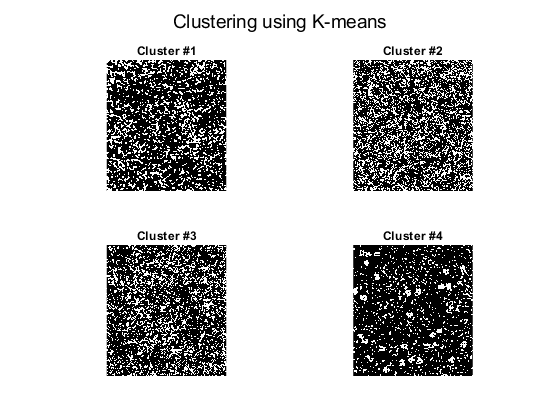 Clustering using K-means
Cluster #1
Cluster #2
Cluster #3
Cluster #4